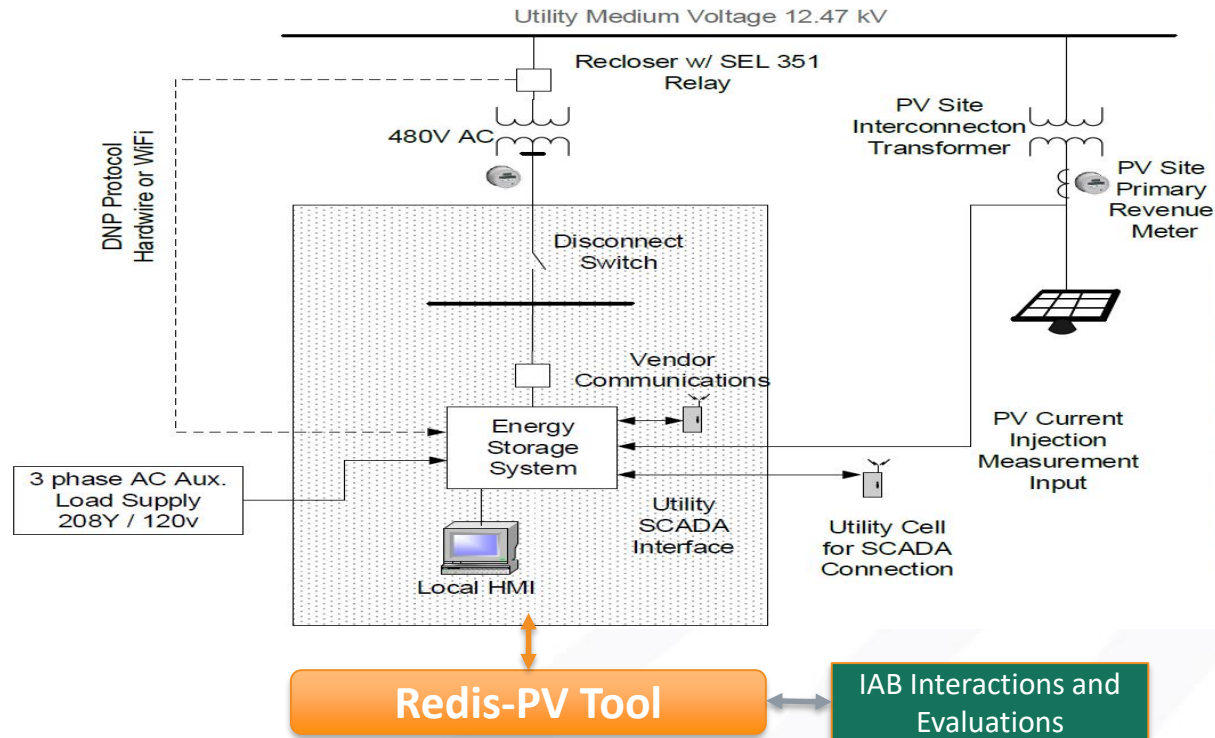 Utility Medium Voltage 12.47 kV
Recloser w/ SEL 351
Relay
480V AC
PV Site
Interconnecton
Transformer
PV Site
Primary
Revenue
Meter
DNP Protocol
Hardwire or WiFi
Disconnect
Switch
Vendor
Communications
Energy
Storage
System
PV Current
Injection
Measurement
Input
3 phase AC Aux.
Load Supply
208Y / 120v
Utility
SCADA
Interface
Utility Cell
for SCADA
Connection
Local HMI
Redis-PV Tool
IAB Interactions and
Evaluations